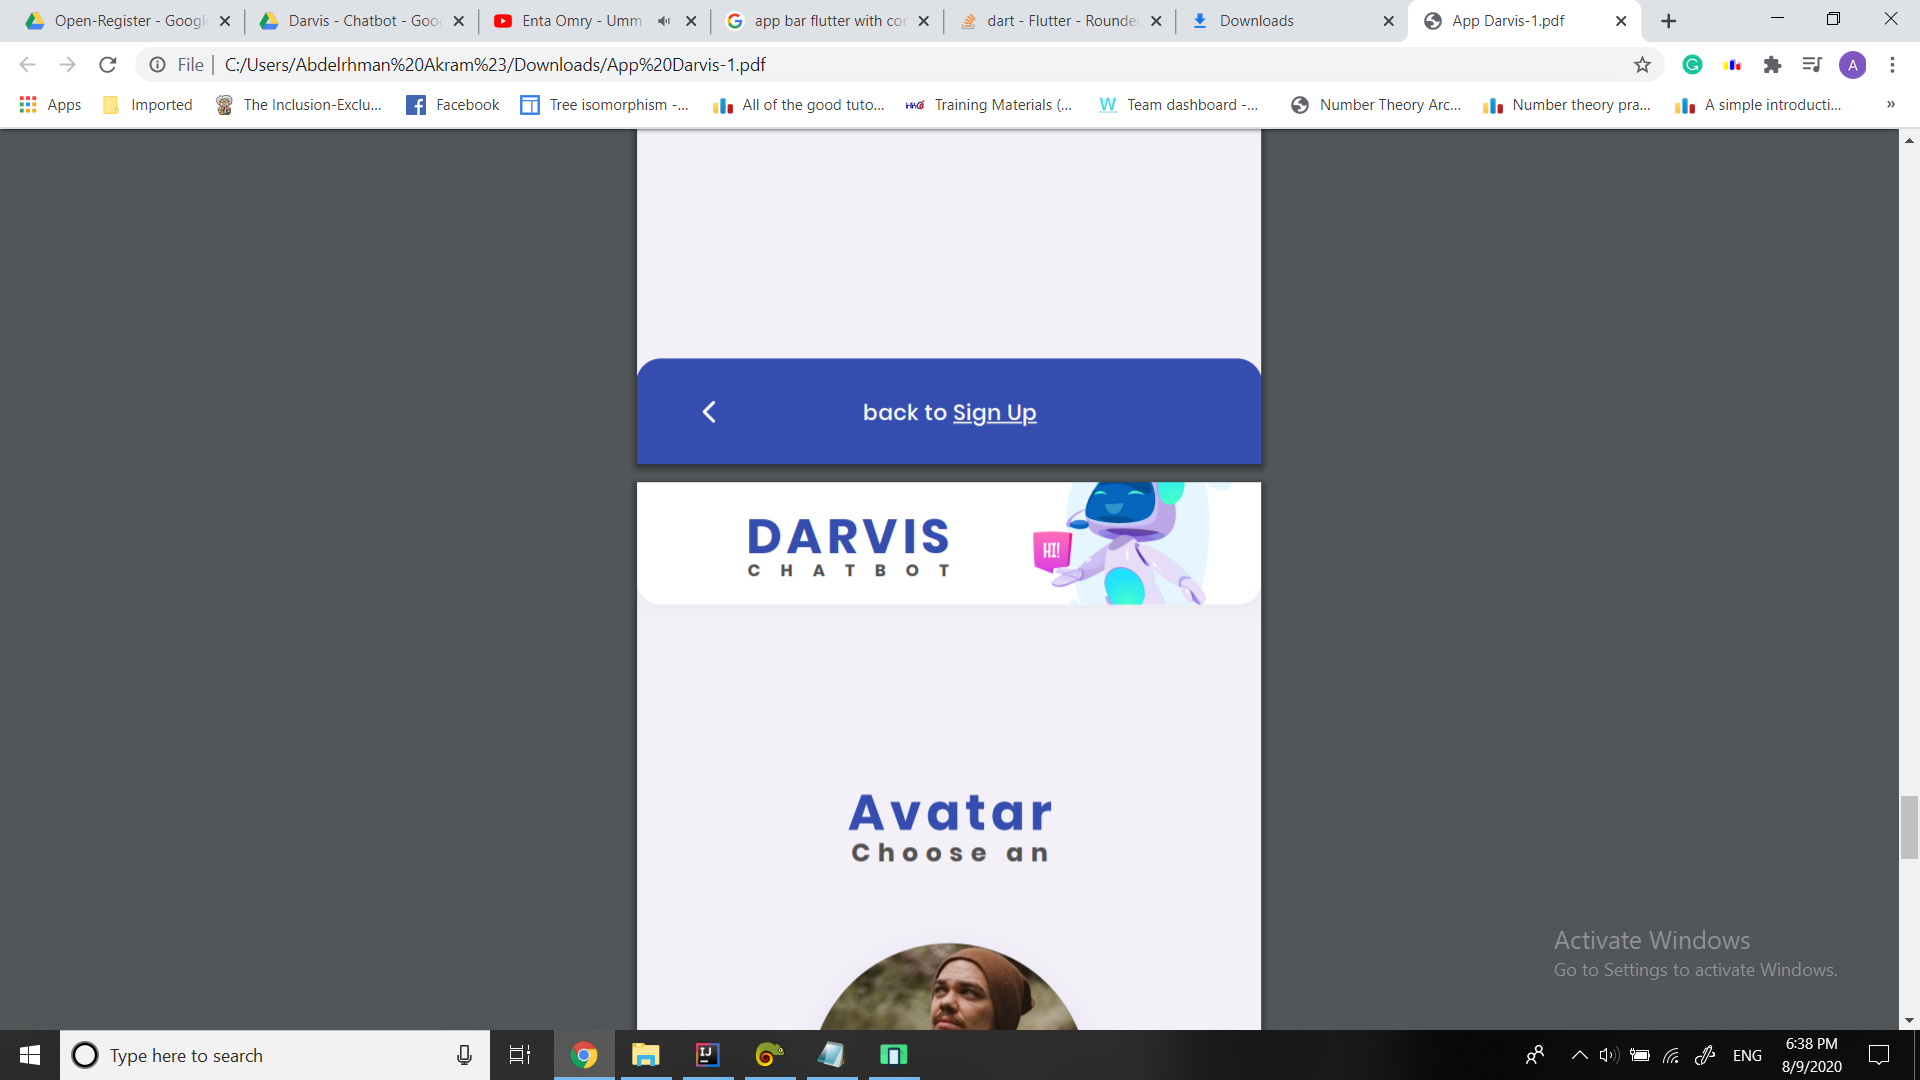 Open-Register - Google
Darvis - Chatbot - Goo
Enta Omry - Umm
app bar flutter with cor
dart - Flutter - Rounde
Downloads
App Darvis-1.pdf
File | C:/Users/Abdelrhman%20Akram%23/Downloads/App%20Darvis-1.pdf
A
Apps
Imported
The Inclusion-Exclu...
Facebook
Tree isomorphism -...
All of the good tuto...
Training Materials (...
Team dashboard -...
Number Theory Arc...
Number theory pra...
A simple introducti...
»
back to Sign Up
DARVIS
CHATBOT
HI!
Avatar
Choose an
Activate Windows
Go to Settings to activate Windows.
Type here to search
ENG
6:38 PM
8/9/2020